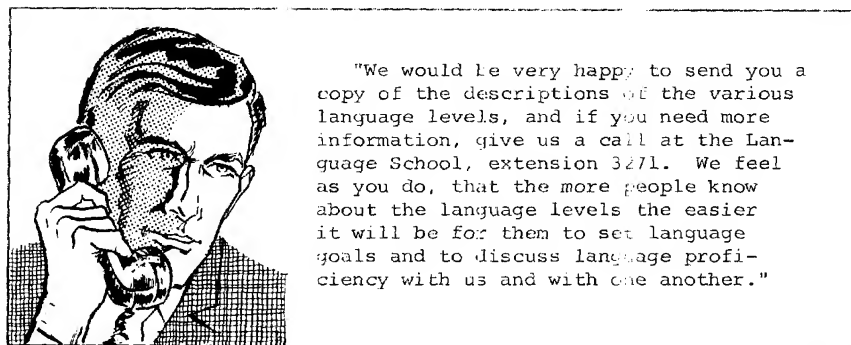 "We would be very happy to send you a
copy of the descriptions of the various
language levels, and if you need more
information, give us a call at the Lan-
guage School, extension 3271. We feel
as you do, that the more people know
about the language levels the easier
it will be for them to set language
goals and to discuss language profi-
ciency with us and with one another."